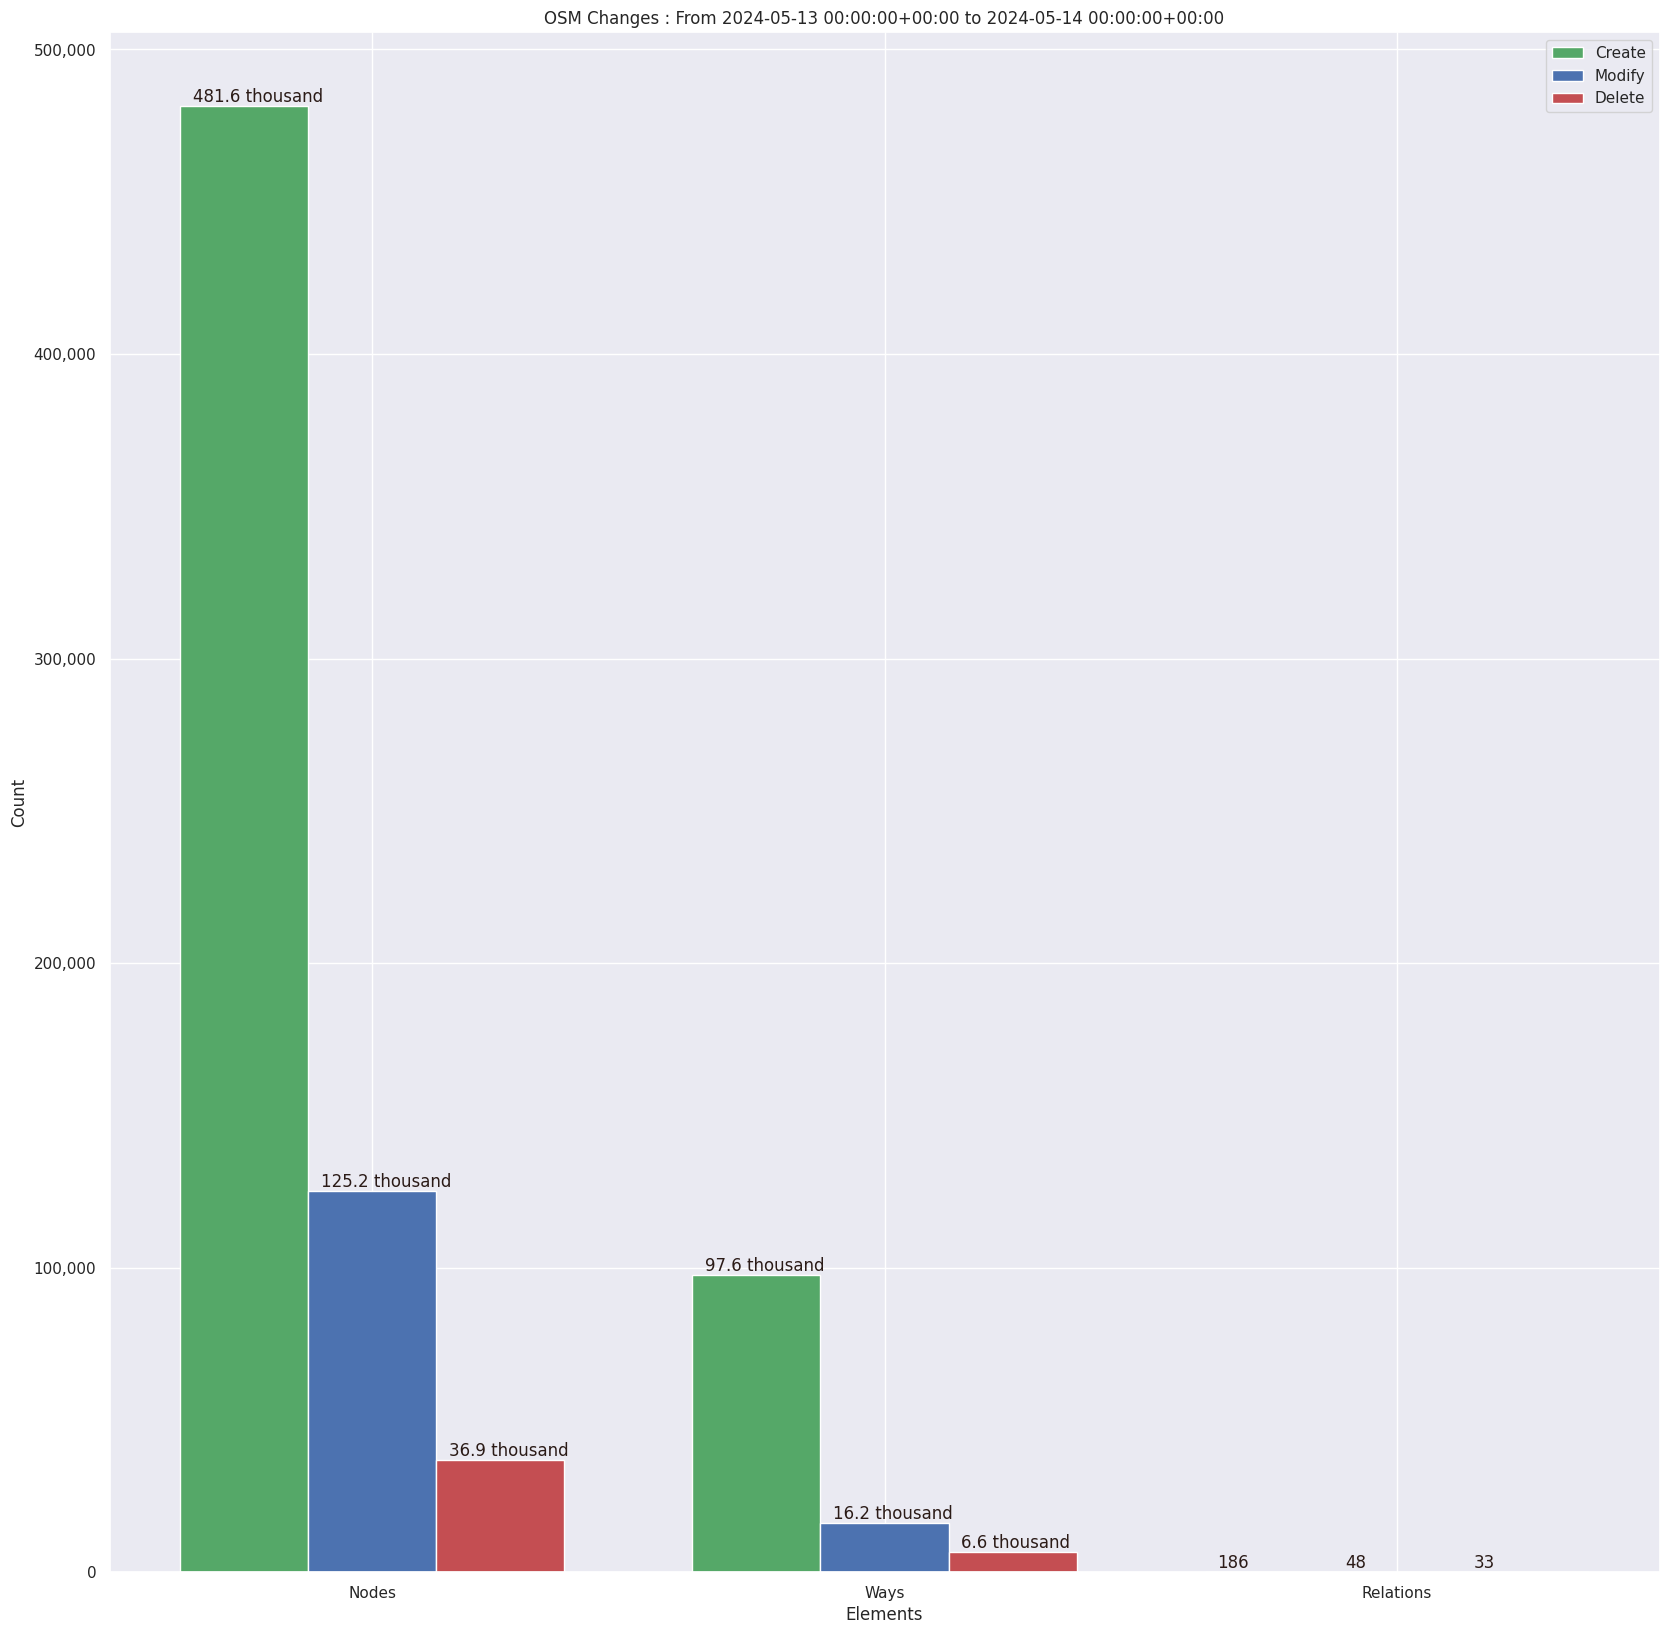 OSM Changes : From 2024-05-13 00:00:00+00:00 to 2024-05-14 00:00:00+00:00
Create
Modify
Delete
500,000
400,000
300,000
200,000
100,000
0
Count
481.6 thousand
125.2 thousand
36.9 thousand
97.6 thousand
16.2 thousand
6.6 thousand
186
48
33
Nodes
Ways
Relations
Elements